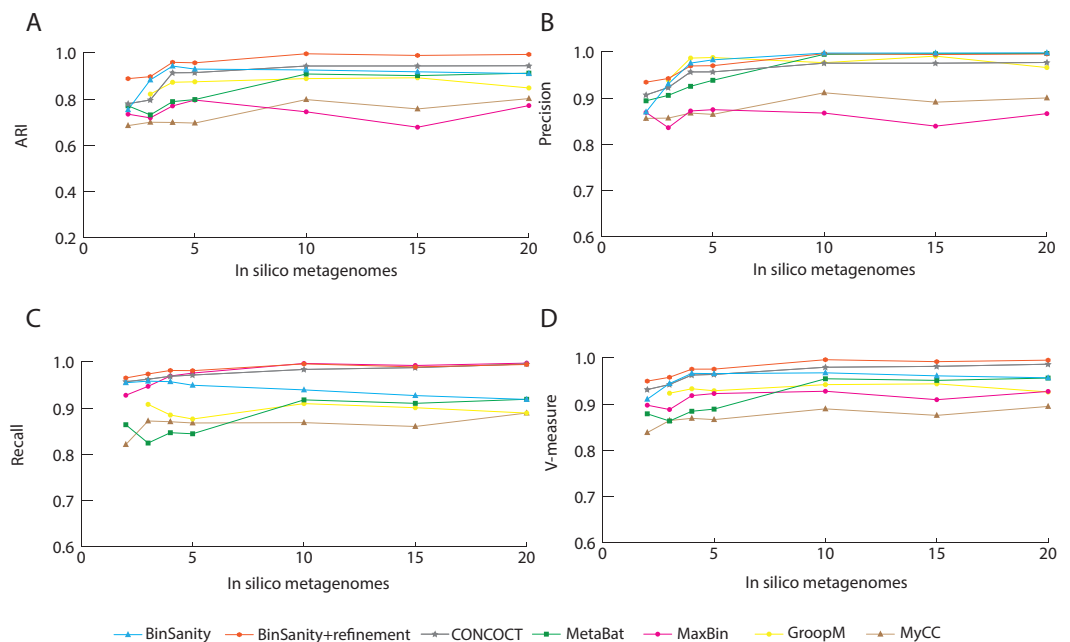 A
1.0
0.8
0.6
0.4
0.2
ARI
0 5 10 15 20
In silico metagenomes
B
1.0
0.9
0.8
0.7
0.6
Precision
0 5 10 15 20
In silico metagenomes
C
1.0
0.9
0.8
0.7
0.6
Recall
0 5 10 15 20
In silico metagenomes
D
1.0
0.9
0.8
0.7
0.6
V-measure
0 5 10 15 20
In silico metagenomes
BinSanity BinSanity+refinement CONCOCT MetaBat MaxBin GroopM MyCC